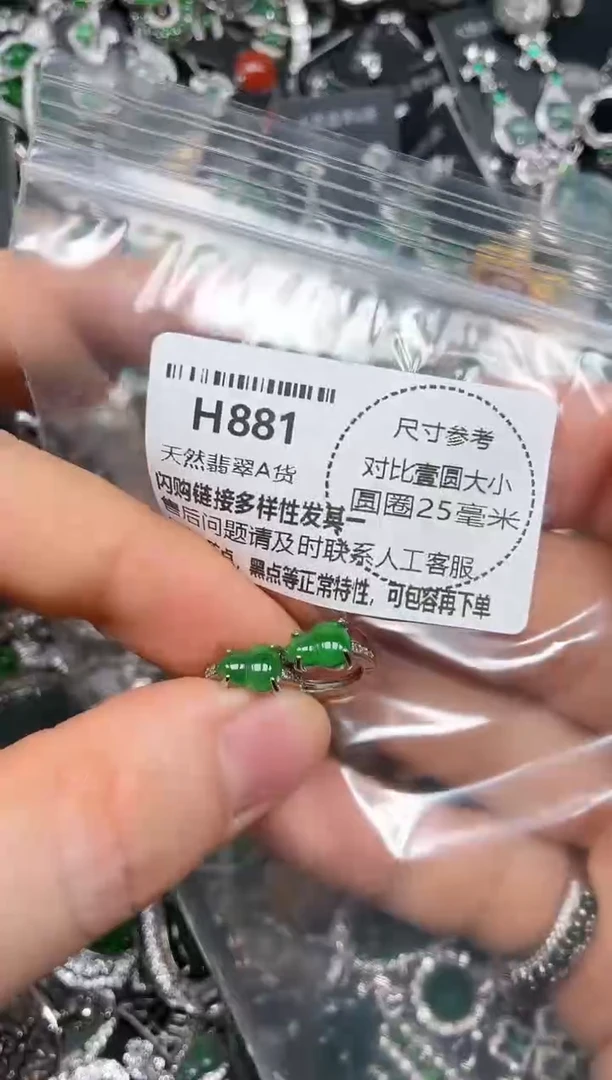 H881
尺寸参考
天然翡翠A货
对比壹圆大小
圆圈25毫米
闪购链接多样性发其一
售后问题请及时联系人工客服
点,黑点等正常特性,可包容再下单